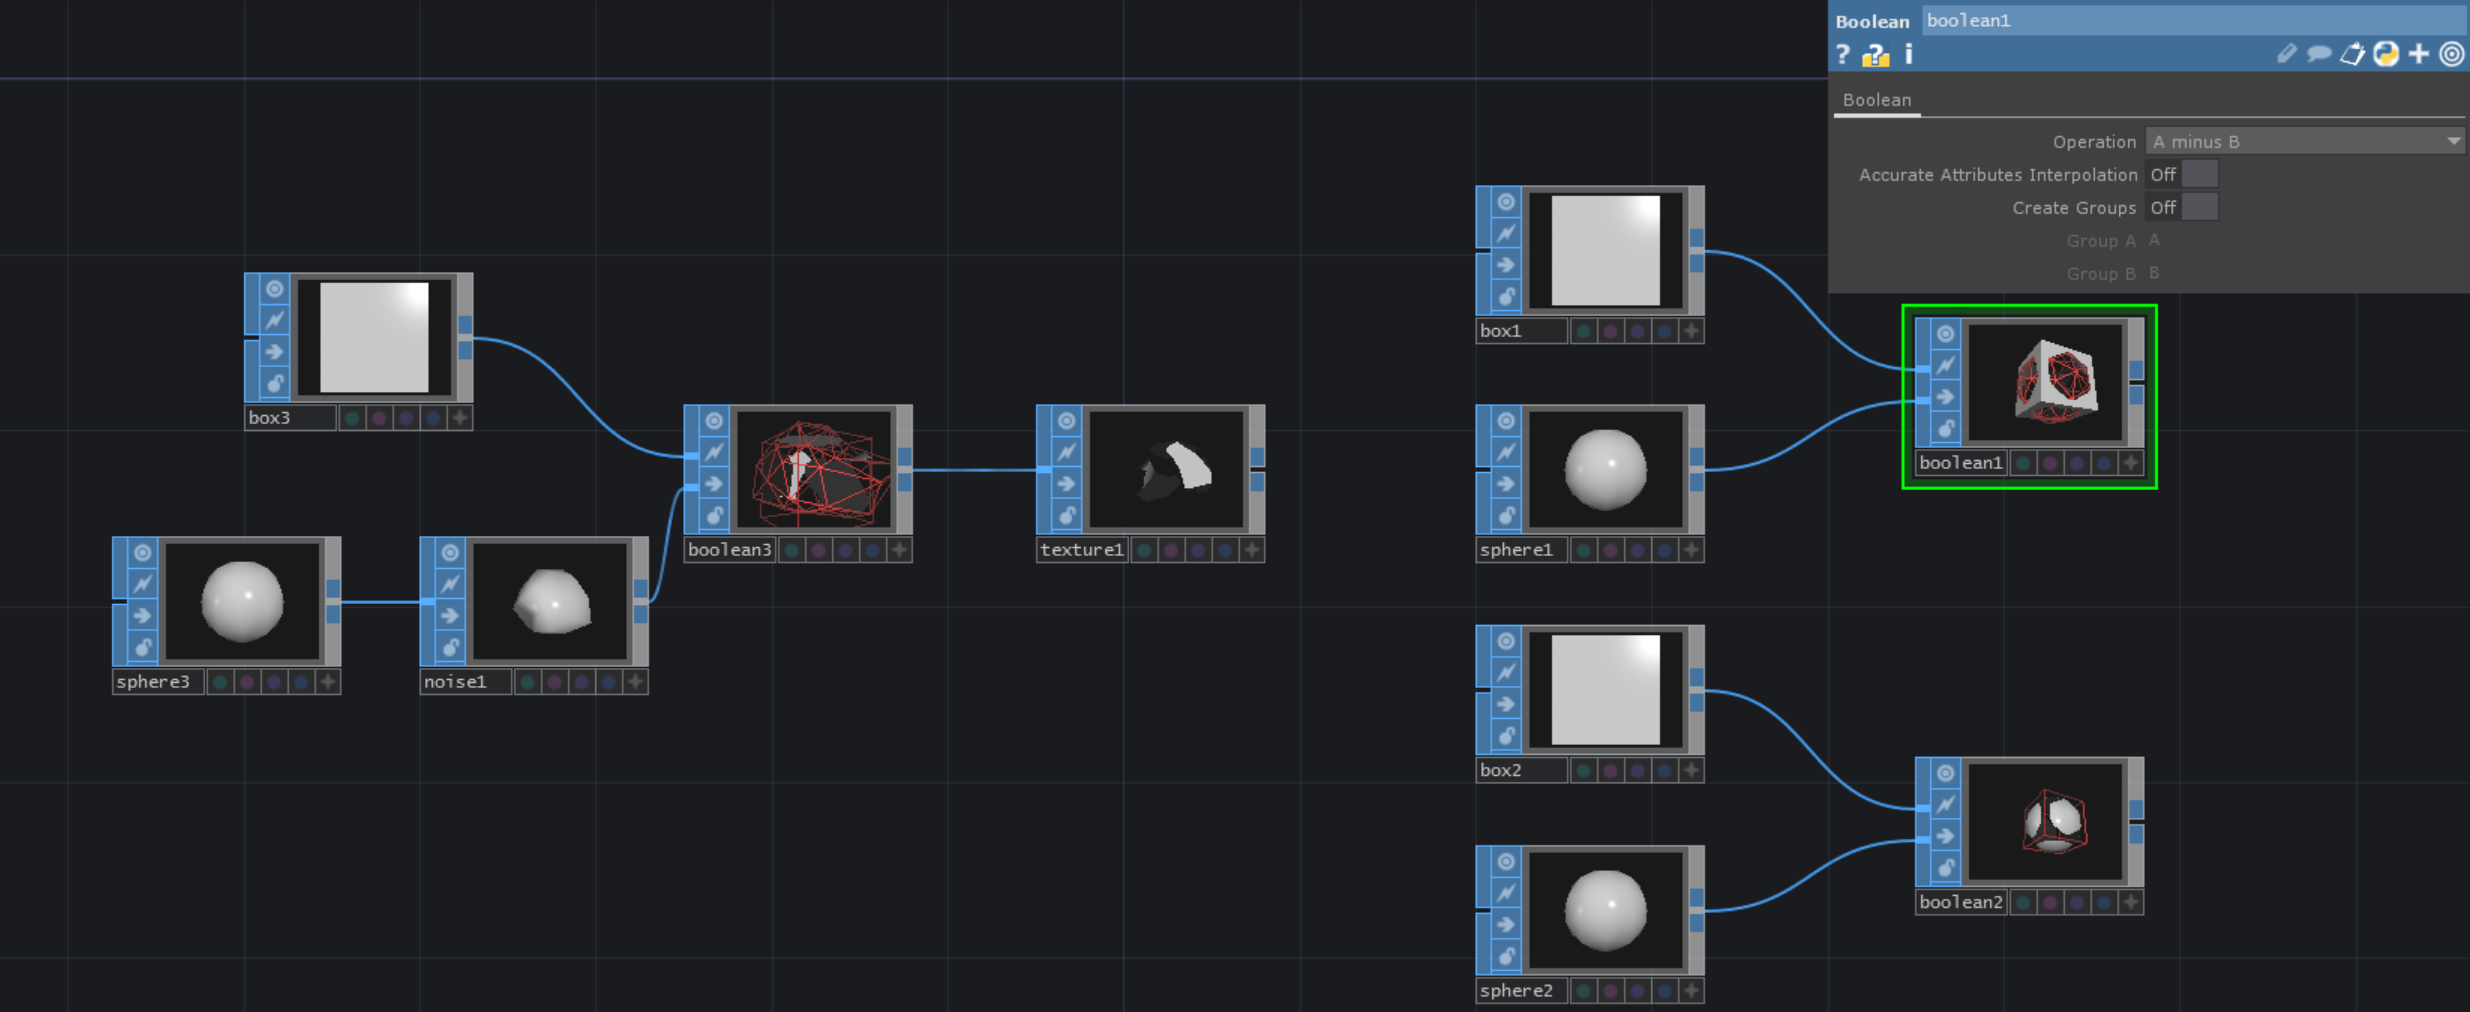 Boolean boolean1
? ? i
Boolean
Operation A minus B
Accurate Attributes Interpolation Off
Create Groups Off
Group A A
Group B B
box1
boolean1
box3
boolean3
texture1
sphere1
sphere3
noise1
box2
boolean2
sphere2